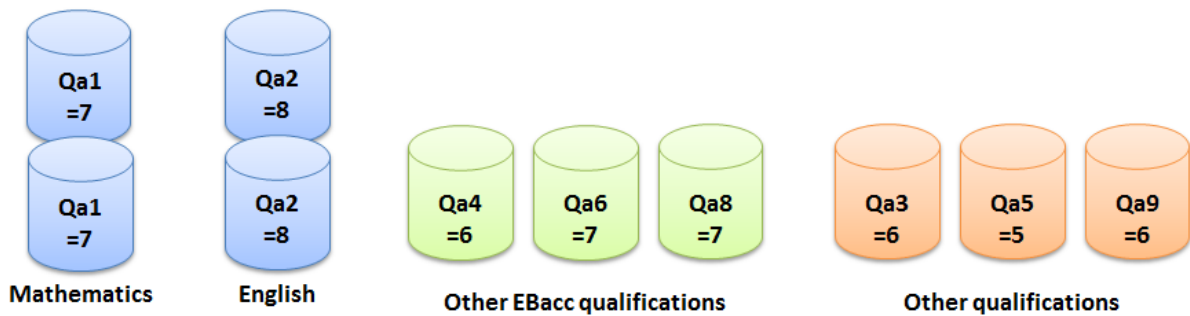 Qa1
=7
Qa1
=7
Mathematics
Qa2
=8
Qa2
=8
English
Qa4
=6
Qa6
=7
Qa8
=7
Other EBacc qualifications
Qa3
=6
Qa5
=5
Qa9
=6
Other qualifications